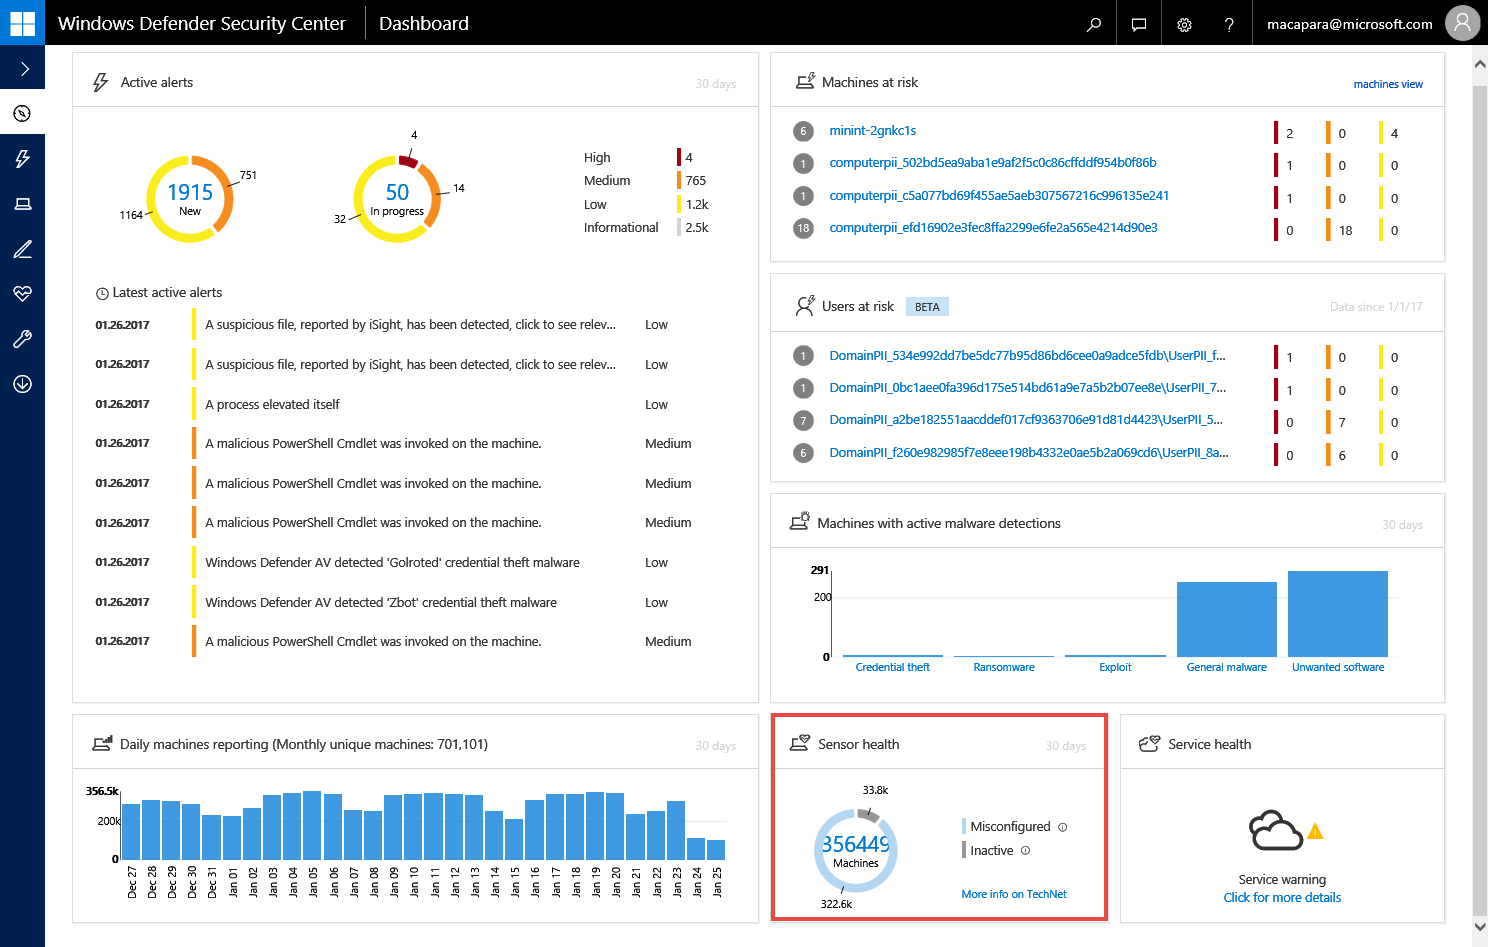 Windows Defender Security Center
Dashboard
macapara@microsoft.com
Active alerts
30 days
1915
New
751
1164
50
In progress
4
14
32
High 4
Medium 765
Low 1.2k
Informational 2.5k
Latest active alerts
01.26.2017 A suspicious file, reported by iSight, has been detected, click to see relev... Low
01.26.2017 A suspicious file, reported by iSight, has been detected, click to see relev... Low
01.26.2017 A process elevated itself Low
01.26.2017 A malicious PowerShell Cmdlet was invoked on the machine. Medium
01.26.2017 A malicious PowerShell Cmdlet was invoked on the machine. Medium
01.26.2017 A malicious PowerShell Cmdlet was invoked on the machine. Medium
01.26.2017 Windows Defender AV detected 'Golroted' credential theft malware Low
01.26.2017 Windows Defender AV detected 'Zbot' credential theft malware Low
01.26.2017 A malicious PowerShell Cmdlet was invoked on the machine. Medium
Machines at risk
machines view
6 minint-2gnkc1s 2 0 4
1 computerpii_502bd5ea9aba1e9af2f5c0c86cffddf954b0f86b 1 0 0
1 computerpii_c5a077bd69f455ae5aeb307567216c996135e241 1 0 0
18 computerpii_efd16902e3fec8ffa2299e6fe2a565e4214d90e3 0 18 0
Users at risk BETA
Data since 1/1/17
1 DomainPII_534e992dd7be5dc77b95d86bd6cee0a9adce5fdb\UserPII_f... 1 0 0
1 DomainPII_0bc1aee0fa396d175e514bd61a9e7a5b2b07ee8e\UserPII_7... 1 0 0
7 DomainPII_a2be182551aacddef017cf9363706e91d81d4423\UserPII_5... 0 7 0
6 DomainPII_f260e982985f7e8eee198b4332e0ae5b2a069cd6\UserPII_8a... 0 6 0
Machines with active malware detections
30 days
291
200
0
Credential theft
Ransomware
Exploit
General malware
Unwanted software
Daily machines reporting (Monthly unique machines: 701,101)
30 days
356.5k
200k
0
Dec 27
Dec 28
Dec 29
Dec 30
Dec 31
Jan 01
Jan 02
Jan 03
Jan 04
Jan 05
Jan 06
Jan 07
Jan 08
Jan 09
Jan 10
Jan 11
Jan 12
Jan 13
Jan 14
Jan 15
Jan 16
Jan 17
Jan 18
Jan 19
Jan 20
Jan 21
Jan 22
Jan 23
Jan 24
Jan 25
Sensor health
30 days
33.8k
356449
Machines
322.6k
Misconfigured
Inactive
More info on TechNet
Service health
Service warning
Click for more details